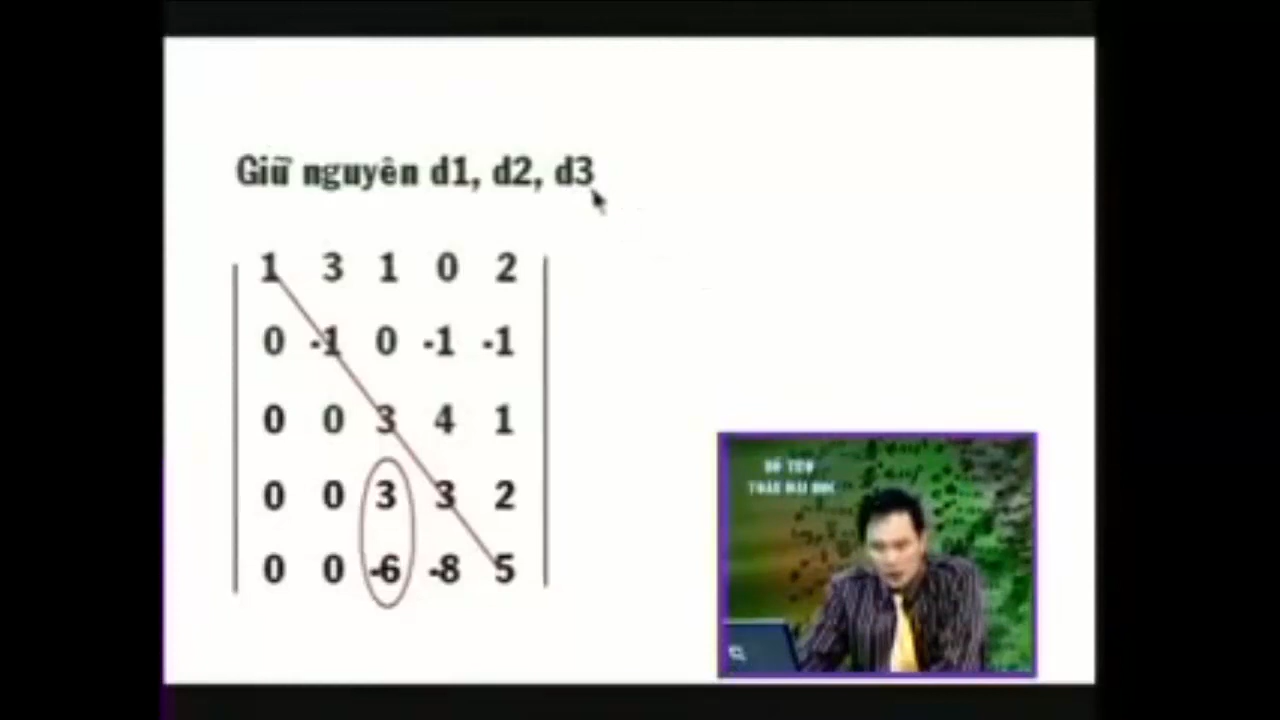 Giữ nguyên d1, d2, d3
1 3 1 0 2
0 -1 0 -1 -1
0 0 3 4 1
0 0 3 3 2
0 0 -6 -8 5